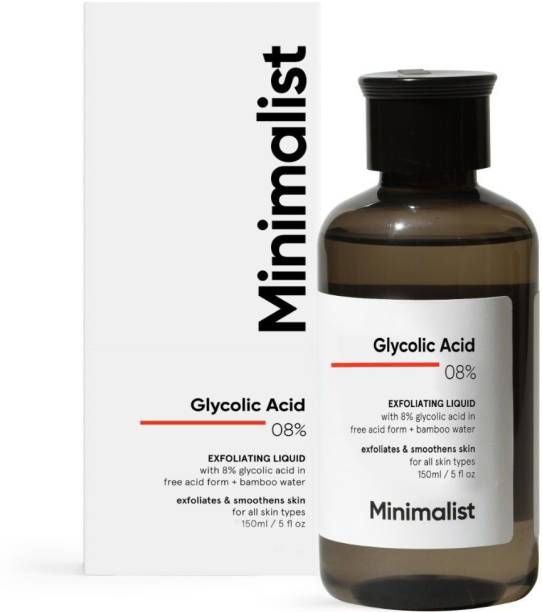 Minimalist
Glycolic Acid
08%
EXFOLIATING LIQUID
with 8% glycolic acid in
free acid form + bamboo water
exfoliates & smoothens skin
for all skin types
150ml / 5 fl oz
Glycolic Acid
08%
EXFOLIATING LIQUID
with 8% glycolic acid in
free acid form + bamboo water
exfoliates & smoothens skin
for all skin types
150ml / 5 fl oz
Minimalist